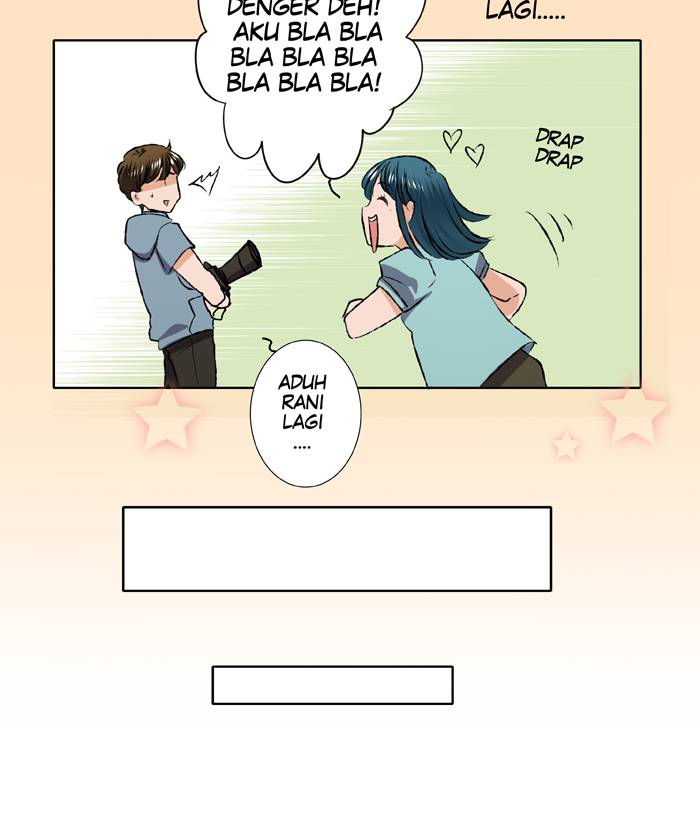 DENGER DEH!
AKU BLA BLA
BLA BLA BLA
BLA BLA BLA!
LAGI.....
DRAP
DRAP
ADUH
RANI
LAGI
....